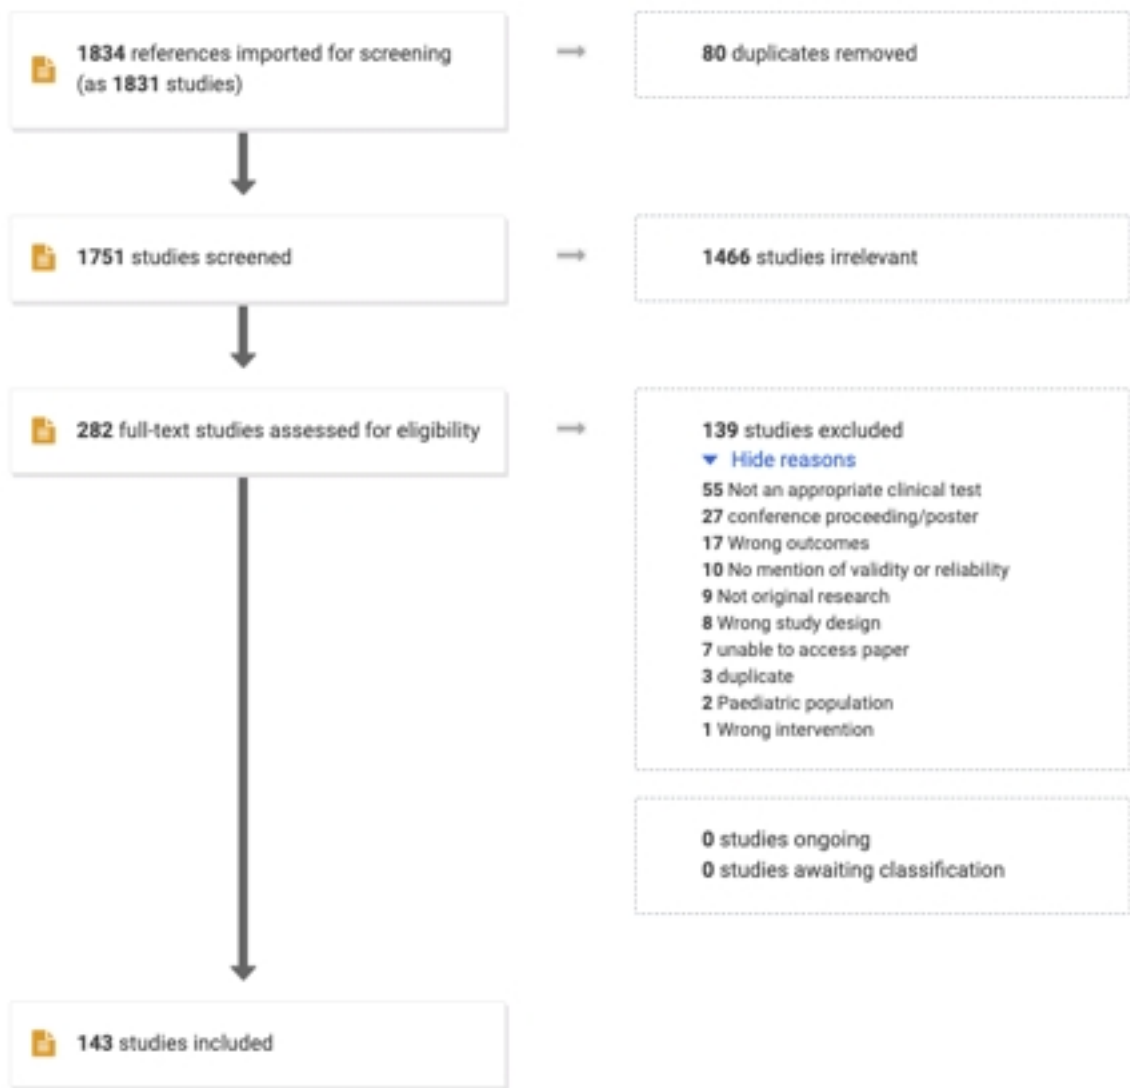 1834 references imported for screening
(as 1831 studies)
80 duplicates removed
1751 studies screened
1466 studies irrelevant
282 full-text studies assessed for eligibility
139 studies excluded
Hide reasons
55 Not an appropriate clinical test
27 conference proceeding/poster
17 Wrong outcomes
10 No mention of validity or reliability
9 Not original research
8 Wrong study design
7 unable to access paper
3 duplicate
2 Paediatric population
1 Wrong intervention
0 studies ongoing
0 studies awaiting classification
143 studies included